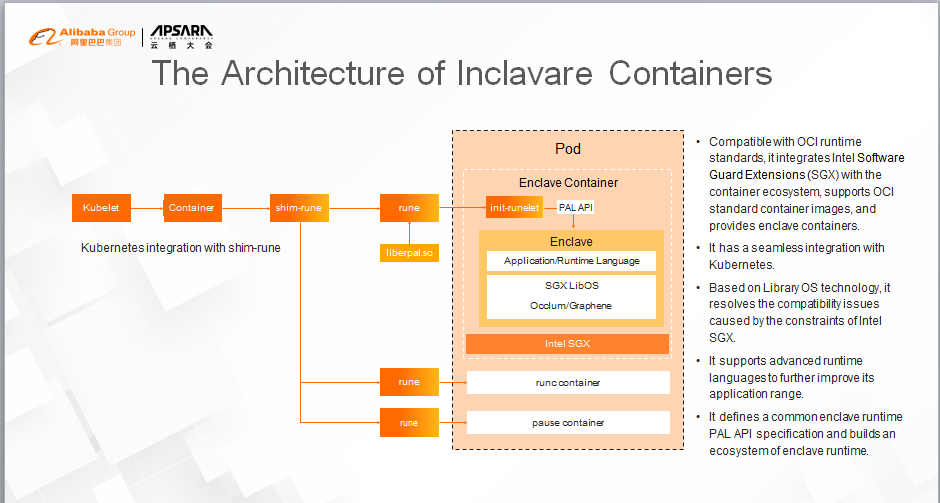 Alibaba Group
阿里巴巴集团
APSARA
APSARA CONFERENCE
云栖大会
The Architecture of Inclavare Containers
Pod
Enclave Container
Kubelet
Container
shim-rune
rune
init-runelet
PAL API
Kubernetes integration with shim-rune
liberpal.so
Enclave
Application/Runtime Language
SGX LibOS
Occlum/Graphene
Intel SGX
rune
runc container
rune
pause container
• Compatible with OCI runtime
standards, it integrates Intel Software
Guard Extensions (SGX) with the
container ecosystem, supports OCI
standard container images, and
provides enclave containers.
• It has a seamless integration with
Kubernetes.
• Based on Library OS technology, it
resolves the compatibility issues
caused by the constraints of Intel
SGX.
• It supports advanced runtime
languages to further improve its
application range.
• It defines a common enclave runtime
PAL API specification and builds an
ecosystem of enclave runtime.